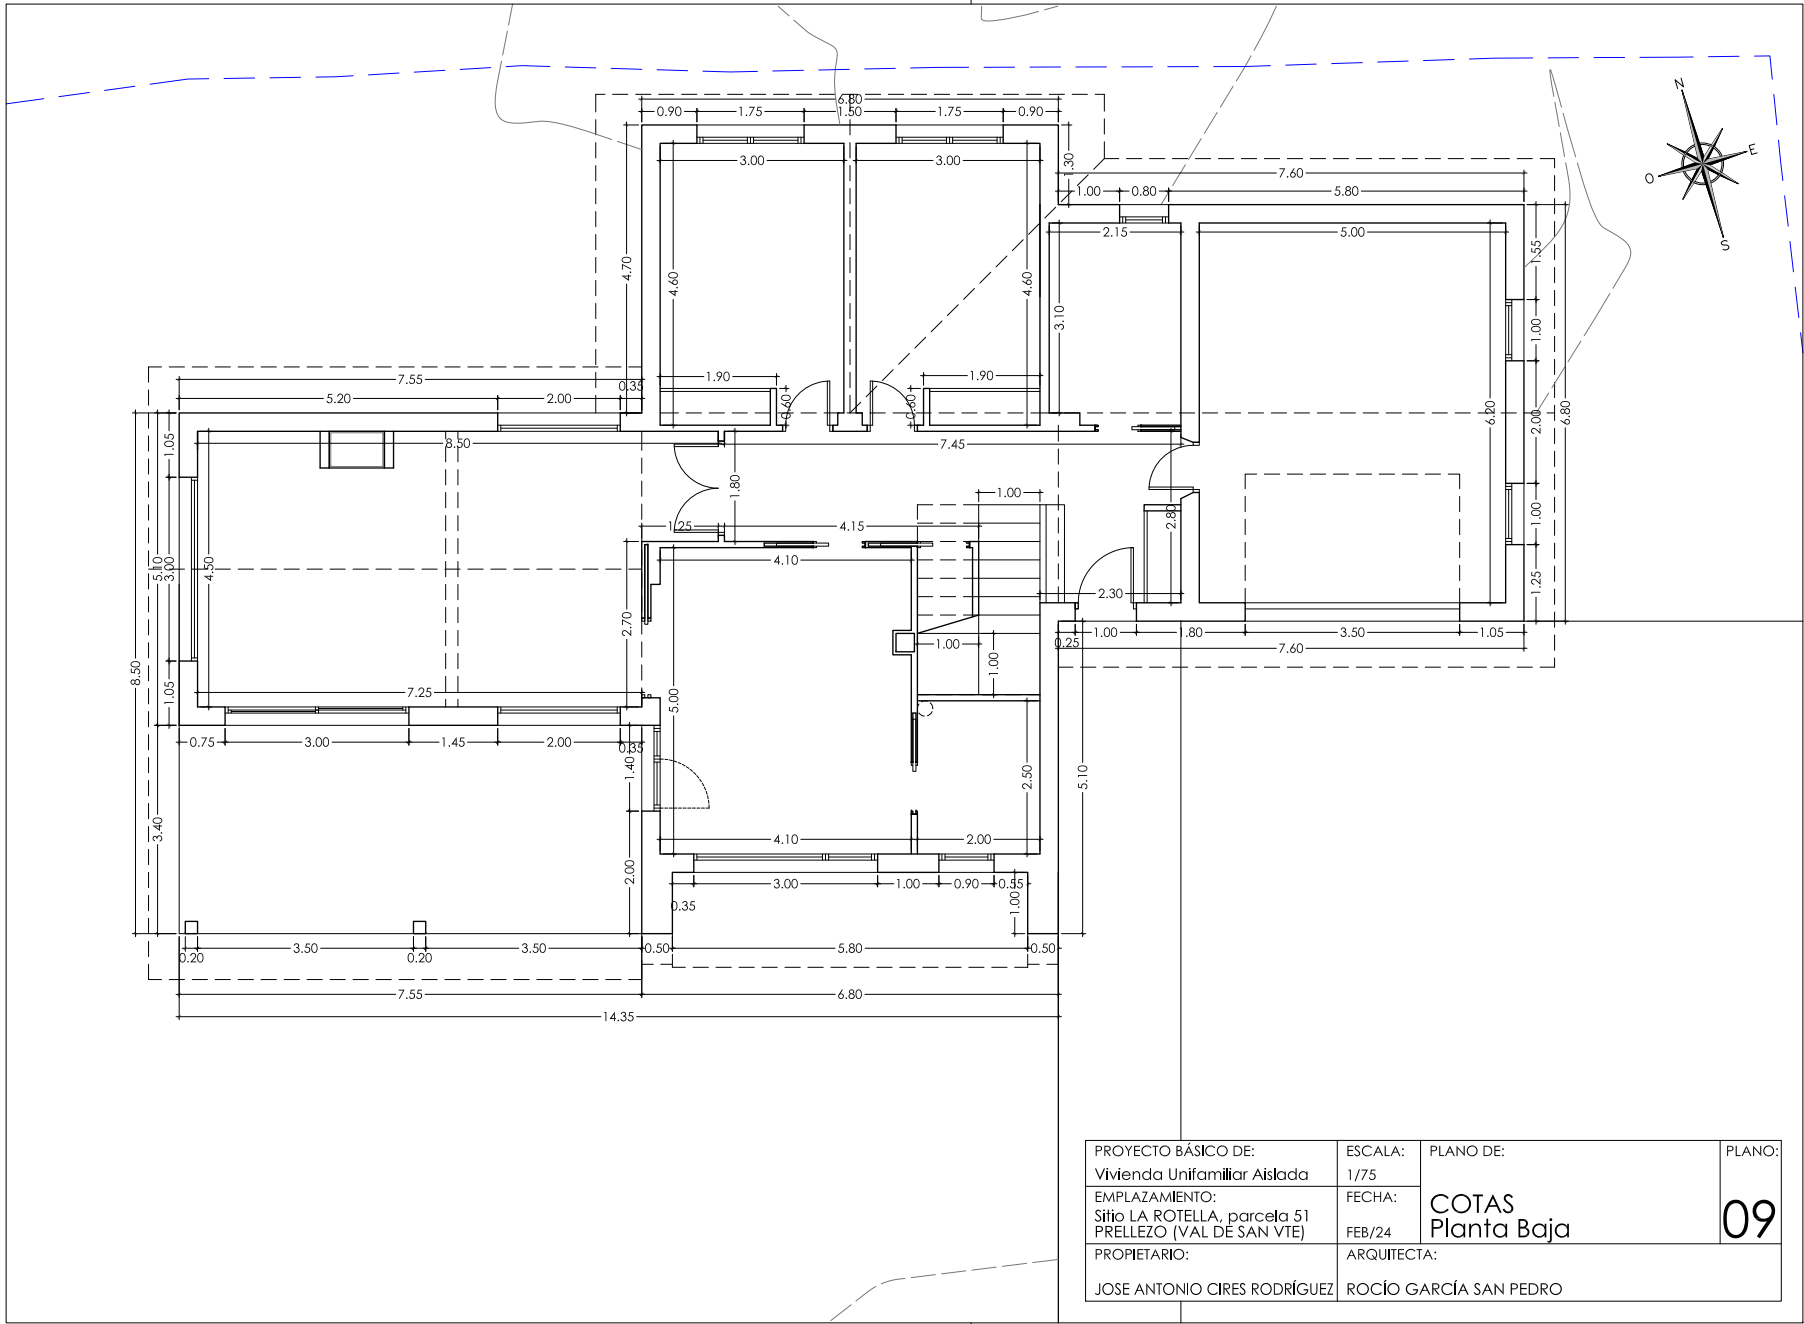 6.80
0.90 1.75 1.50 1.75 0.90
N
E
O
S
3.00 3.00
1.30
7.60
1.00 0.80 5.80
2.15 5.00
4.70
4.60
4.60
3.10
1.55
1.00
2.00
1.00
1.25
6.20
6.80
7.55 0.35
5.20 2.00
1.90 1.90
0.60 0.60
8.50 7.45
1.05
3.00
1.05
5.10
4.50
8.50
3.40
1.80
1.00
1.25 4.15
4.10
2.80
2.30
2.70
1.00
1.00
0.25 1.00 1.80 3.50 1.05
7.60
7.25
5.00
0.75 3.00 1.45 2.00 0.35
1.40
2.00
2.50
5.10
4.10 2.00
3.00 1.00 0.90 0.55
0.35
1.00
3.50 3.50 0.50 5.80 0.50
0.20 0.20
7.55 6.80
14.35
PROYECTO BÁSICO DE:
Vivienda Unifamiliar Aislada
ESCALA:
1/75
PLANO DE:
COTAS
Planta Baja
PLANO:
09
EMPLAZAMIENTO:
Sitio LA ROTELLA, parcela 51
PRELLEZO (VAL DE SAN VTE)
FECHA:
FEB/24
PROPIETARIO:
JOSE ANTONIO CIRES RODRÍGUEZ
ARQUITECTA:
ROCÍO GARCÍA SAN PEDRO